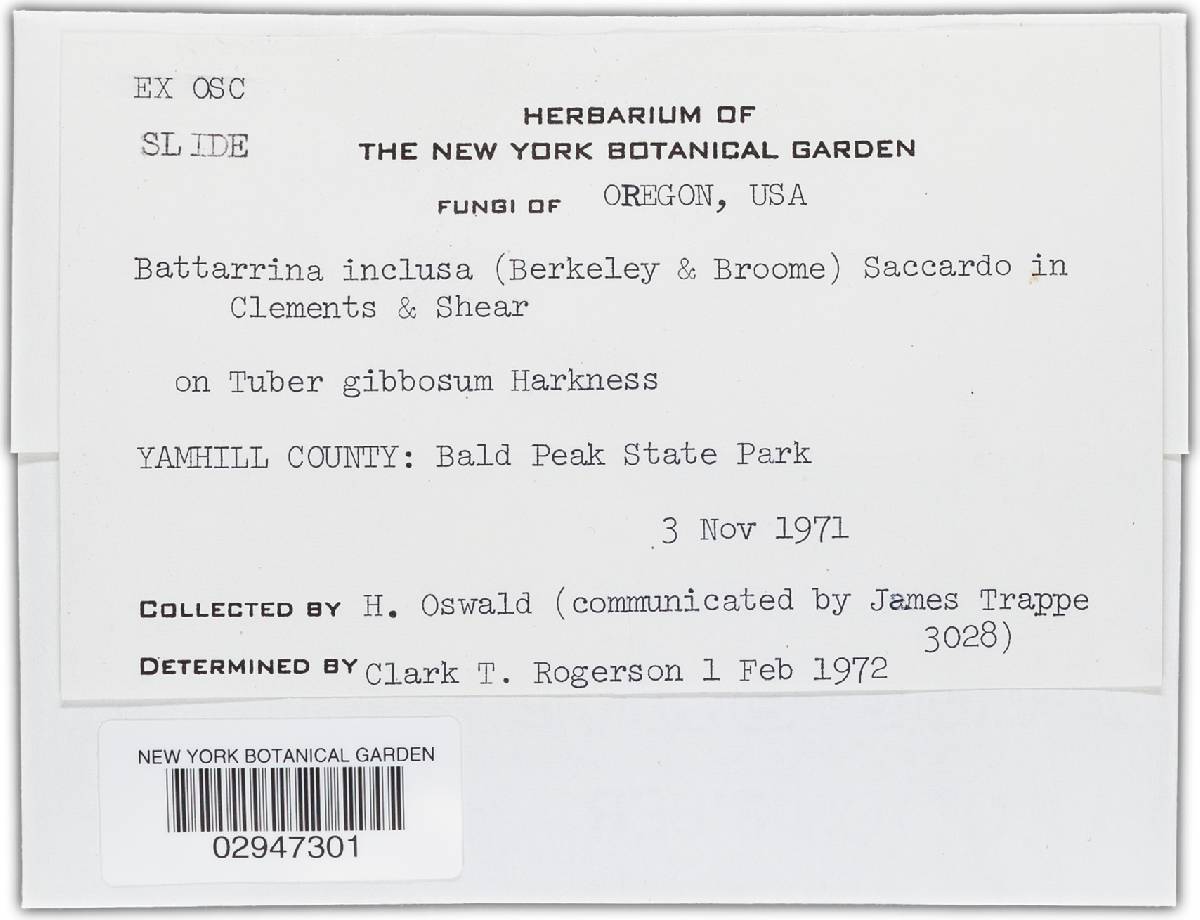 EX OSC
SLIDE
HERBARIUM OF
THE NEW YORK BOTANICAL GARDEN
FUNGI OF OREGON, USA
Battarrina inclusa (Berkeley & Broome) Saccardo in
Clements & Shear
on Tuber gibbosum Harkness
YAMHILL COUNTY: Bald Peak State Park
3 Nov 1971
COLLECTED BY H. Oswald (communicated by James Trappe
3028)
DETERMINED BY Clark T. Rogerson 1 Feb 1972
NEW YORK BOTANICAL GARDEN
02947301